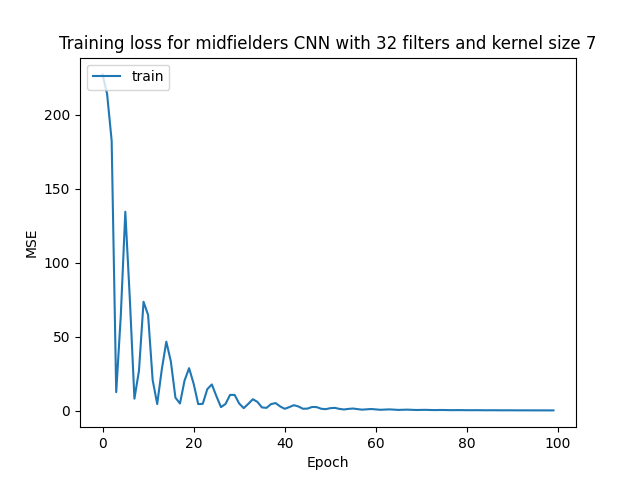 Training loss for midfielders CNN with 32 filters and kernel size 7
train
MSE
200
150
100
50
0
0 20 40 60 80 100
Epoch